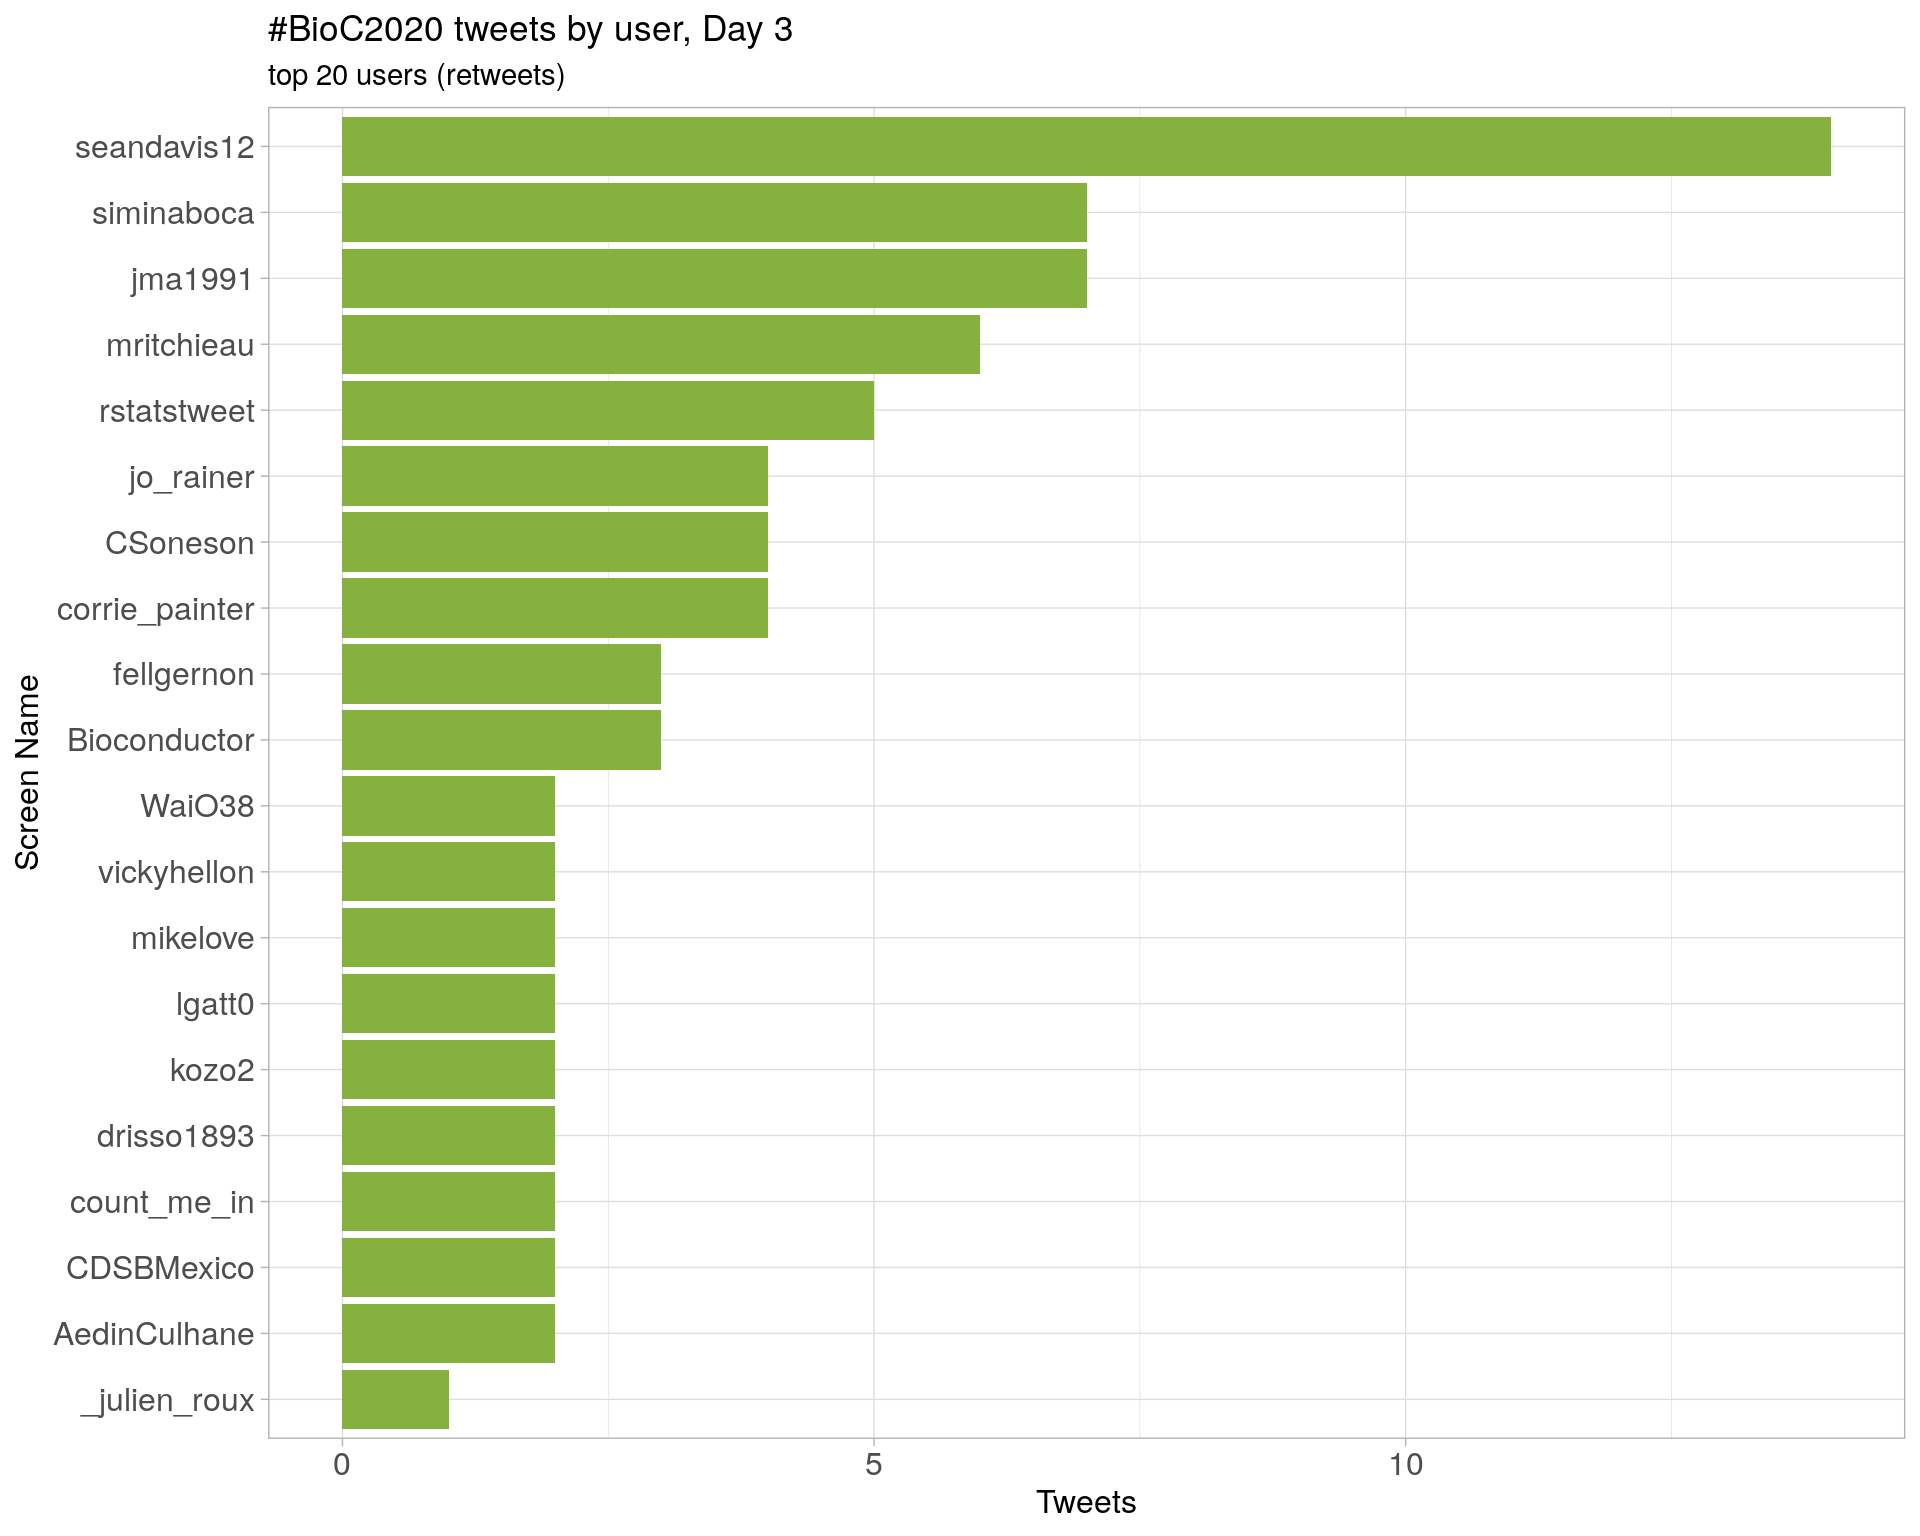 #BioC2020 tweets by user, Day 3
top 20 users (retweets)
Screen Name
seandavis12
siminaboca
jma1991
mritchieau
rstatstweet
jo_rainer
CSoneson
corrie_painter
fellgernon
Bioconductor
WaiO38
vickyhellon
mikelove
lgatt0
kozo2
drisso1893
count_me_in
CDSBMexico
AedinCulhane
_julien_roux
0 5 10
Tweets